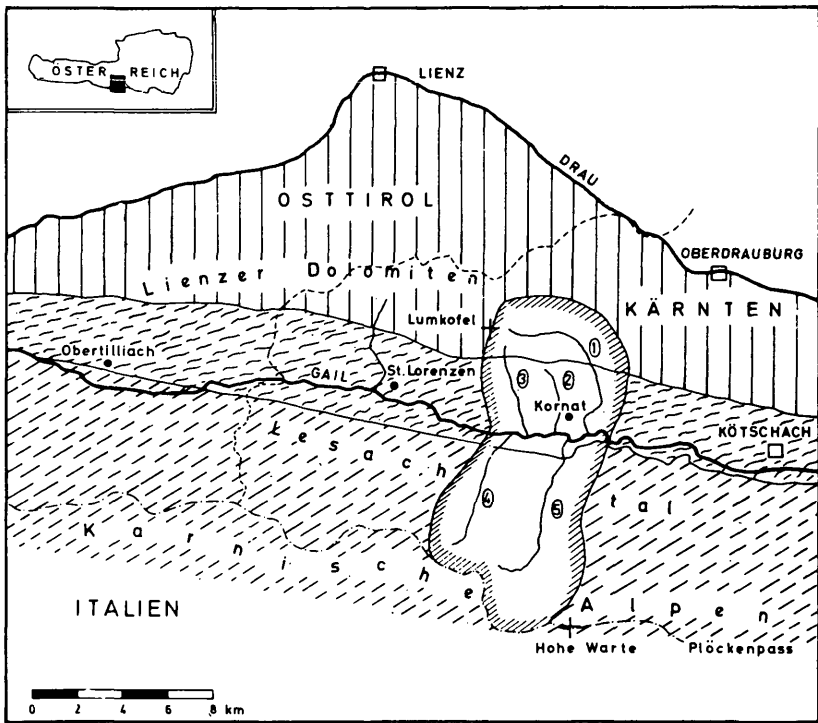 ÖSTER REICH
LIENZ
DRAU
OSTTIROL
OBERDRAUBURG
Lienzer Dolomiten
KÄRNTEN
Lumkofel
①
Obertilliach
GAIL
St. Lorenzen
③
②
Kornat
KÖTSCHACH
Lesachtal
④
⑤
Karnische Alpen
ITALIEN
Hohe Warte
Plöckenpass
0 2 4 6 8 km